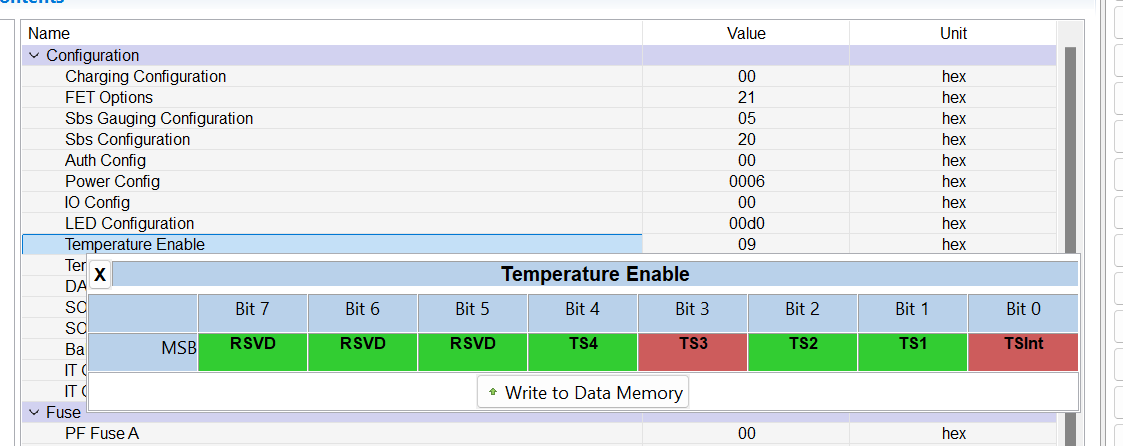 Name Value Unit
Configuration
Charging Configuration 00 hex
FET Options 21 hex
Sbs Gauging Configuration 05 hex
Sbs Configuration 20 hex
Auth Config 00 hex
Power Config 0006 hex
IO Config 00 hex
LED Configuration 00d0 hex
Temperature Enable 09 hex
X Temperature Enable
Bit 7 Bit 6 Bit 5 Bit 4 Bit 3 Bit 2 Bit 1 Bit 0
MSB RSVD RSVD RSVD TS4 TS3 TS2 TS1 TSInt
Write to Data Memory
Fuse
PF Fuse A 00 hex